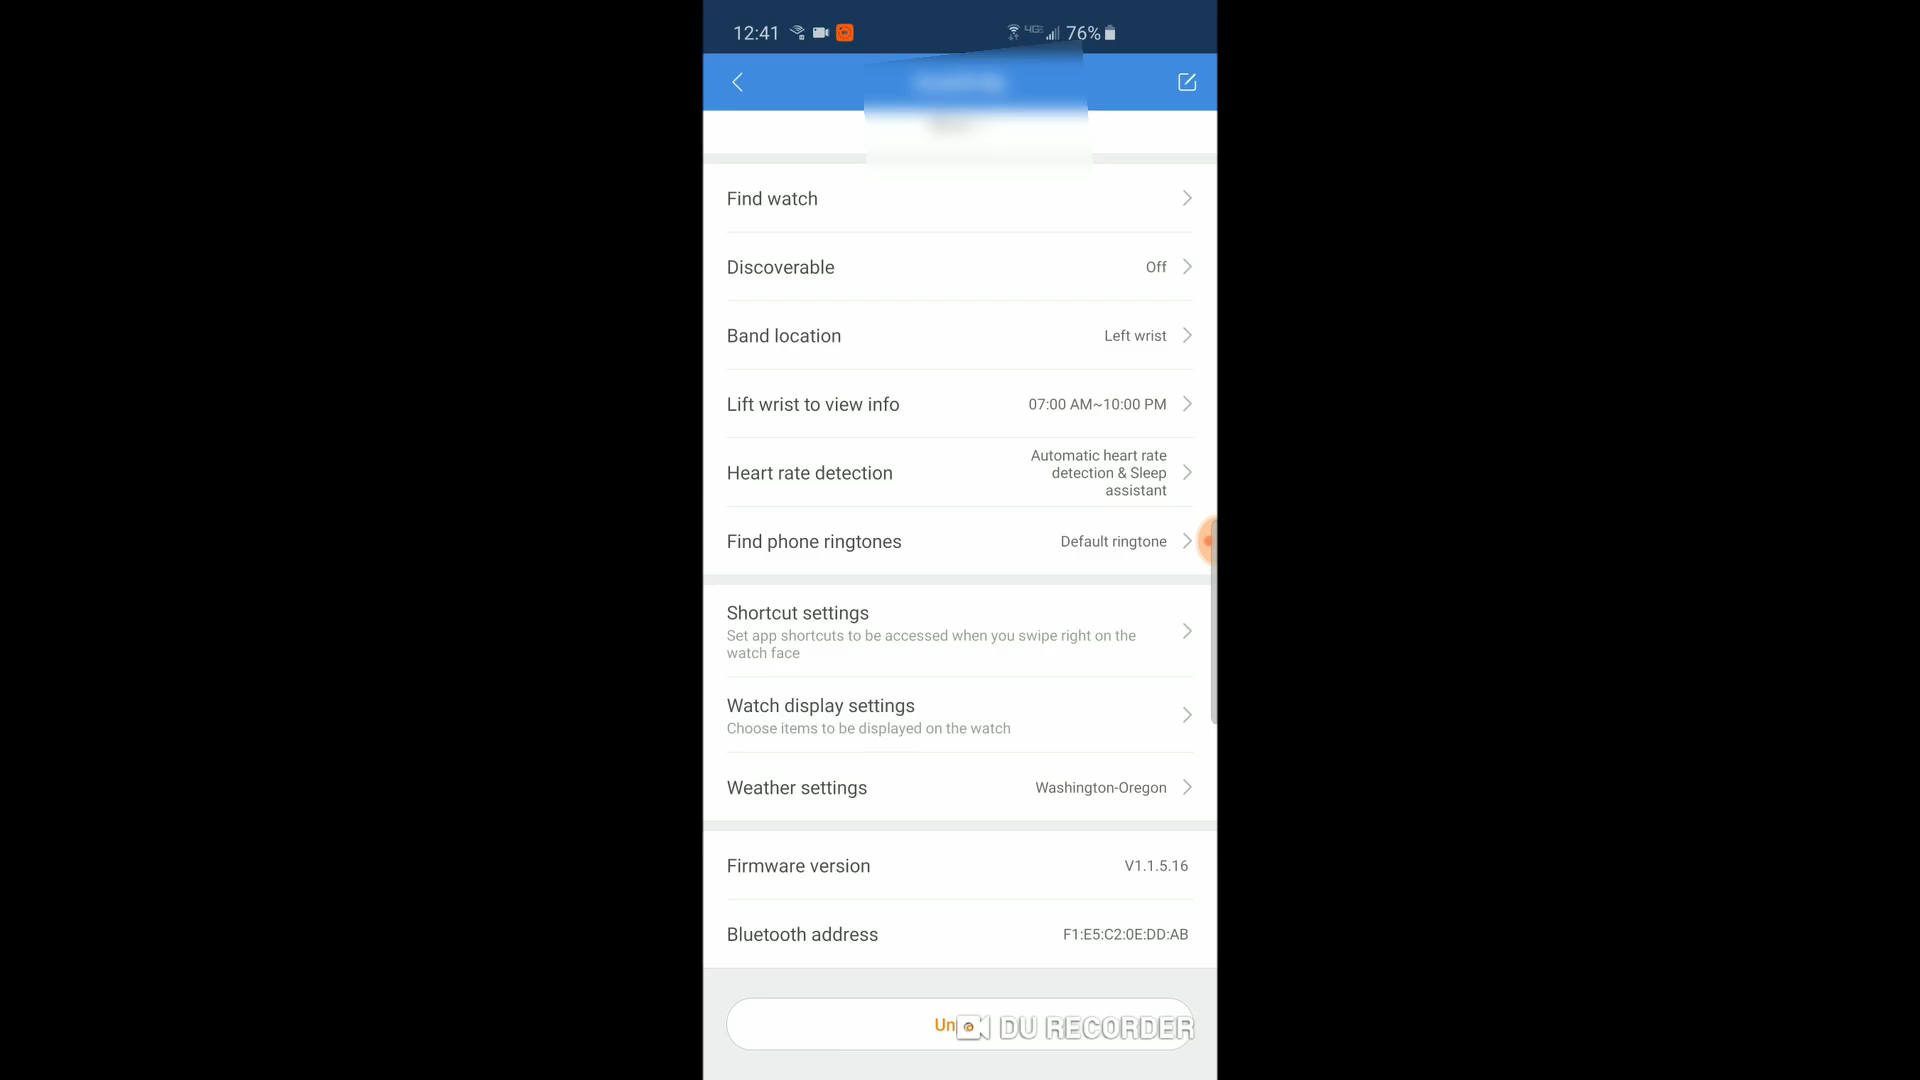 12:41 4G 76%
Find watch
Discoverable Off
Band location Left wrist
Lift wrist to view info 07:00 AM~10:00 PM
Heart rate detection Automatic heart rate
detection & Sleep
assistant
Find phone ringtones Default ringtone
Shortcut settings
Set app shortcuts to be accessed when you swipe right on the
watch face
Watch display settings
Choose items to be displayed on the watch
Weather settings Washington-Oregon
Firmware version V1.1.5.16
Bluetooth address F1:E5:C2:0E:DD:AB
DU RECORDER